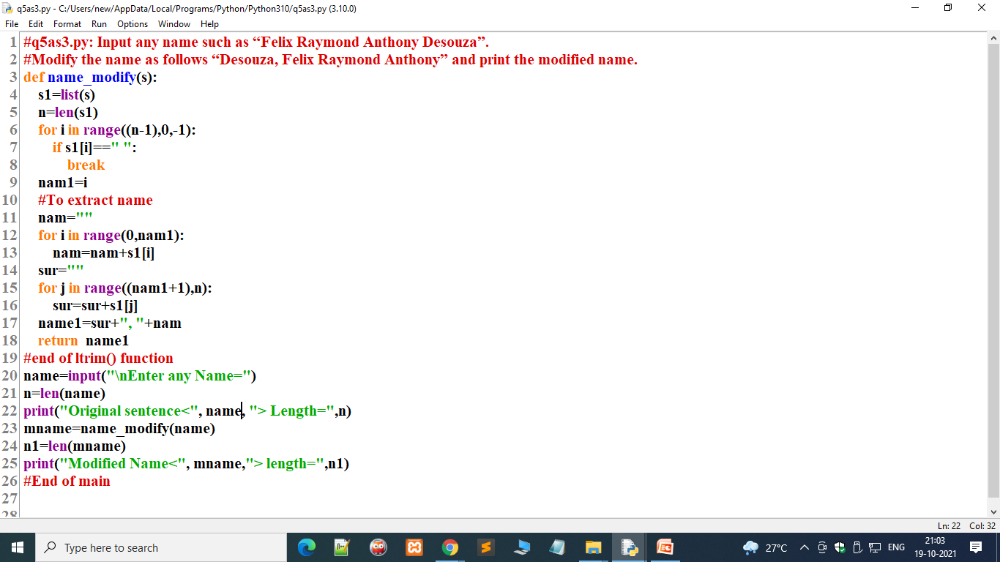 q5as3.py - C:/Users/new/AppData/Local/Programs/Python/Python310/q5as3.py (3.10.0)
File Edit Format Run Options Window Help
1 #q5as3.py: Input any name such as “Felix Raymond Anthony Desouza”.
2 #Modify the name as follows “Desouza, Felix Raymond Anthony” and print the modified name.
3 def name_modify(s):
4     s1=list(s)
5     n=len(s1)
6     for i in range((n-1),0,-1):
7         if s1[i]==" ":
8             break
9     nam1=i
10     #To extract name
11     nam=""
12     for i in range(0,nam1):
13         nam=nam+s1[i]
14     sur=""
15     for j in range((nam1+1),n):
16         sur=sur+s1[j]
17     name1=sur+", "+nam
18     return  name1
19 #end of ltrim() function
20 name=input("\nEnter any Name=")
21 n=len(name)
22 print("Original sentence<", name, "> Length=",n)
23 mname=name_modify(name)
24 n1=len(mname)
25 print("Modified Name<", mname,"> length=",n1)
26 #End of main
27
28
Ln: 22 Col: 32
Type here to search
27°C
ENG
21:03
19-10-2021